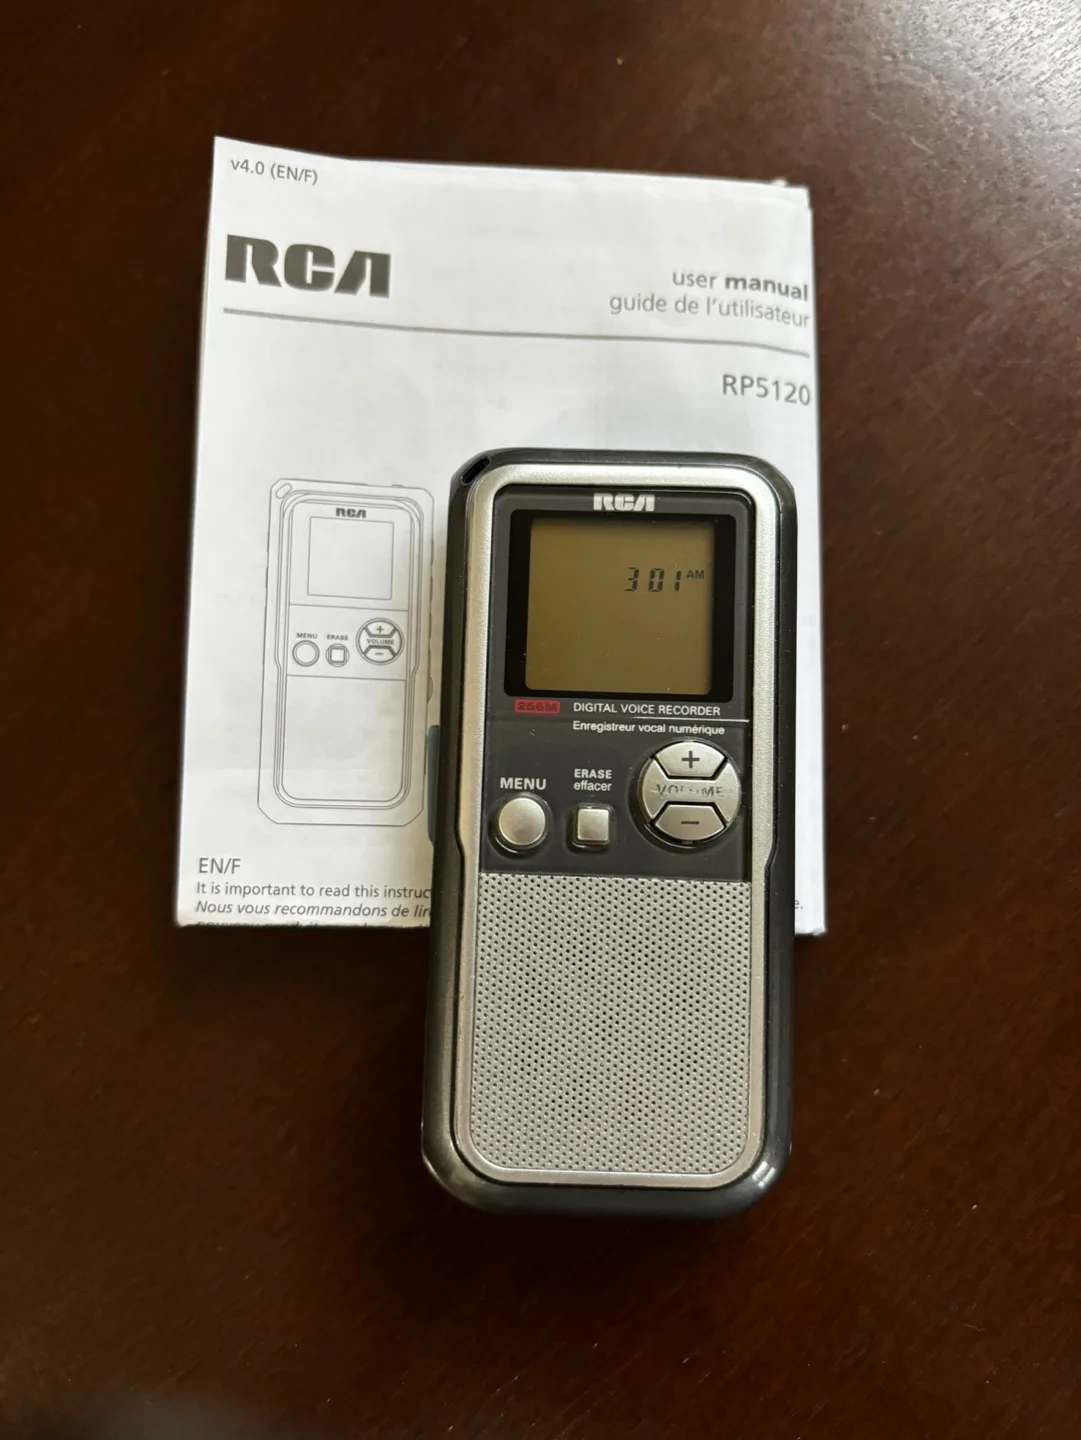 v4.0 (EN/F)
RCA
user manual
guide de l'utilisateur
RP5120
RCA
MENU ERASE
+
VOLUME
−
EN/F
It is important to read this instruc
Nous vous recommandons de lir
e.
RCA
3 01 AM
256M DIGITAL VOICE RECORDER
Enregistreur vocal numérique
MENU
ERASE
effacer
+
VOLUME
−